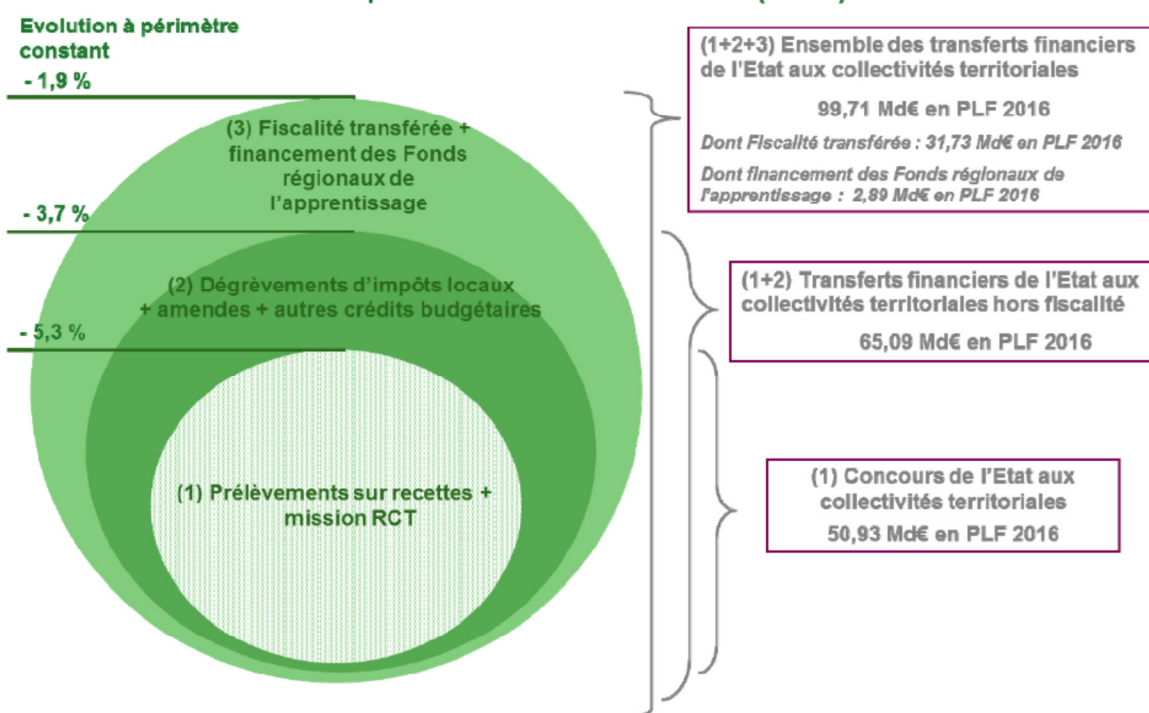 Evolution à périmètre
constant
- 1,9 %
(3) Fiscalité transférée +
financement des Fonds
régionaux de
l'apprentissage
- 3,7 %
(2) Dégrèvements d'impôts locaux
+ amendes + autres crédits budgétaires
- 5,3 %
(1) Prélèvements sur recettes +
mission RCT
(1+2+3) Ensemble des transferts financiers
de l'Etat aux collectivités territoriales
99,71 Md€ en PLF 2016
Dont Fiscalité transférée : 31,73 Md€ en PLF 2016
Dont financement des Fonds régionaux de
l'apprentissage : 2,89 Md€ en PLF 2016
(1+2) Transferts financiers de l'Etat aux
collectivités territoriales hors fiscalité
65,09 Md€ en PLF 2016
(1) Concours de l'Etat aux
collectivités territoriales
50,93 Md€ en PLF 2016